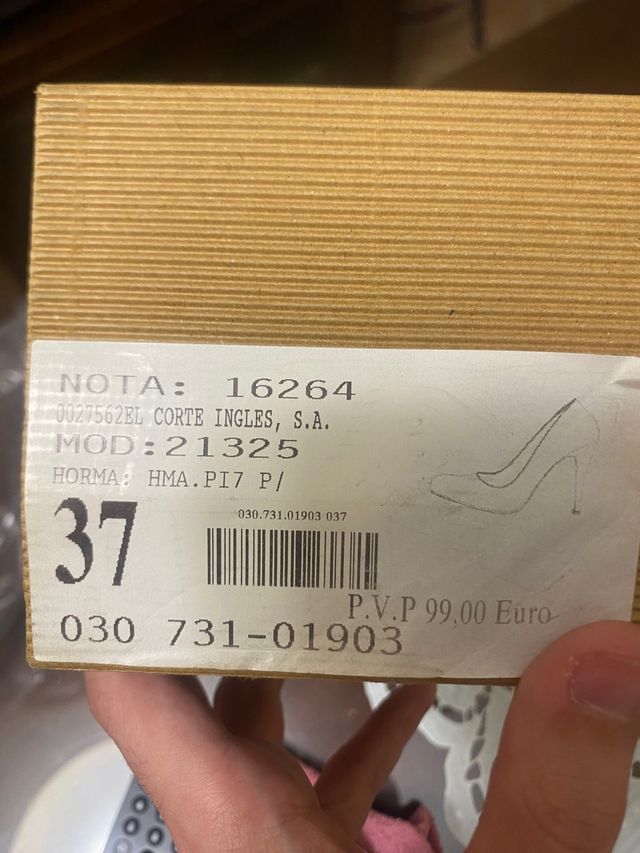 NOTA: 16264
0027562EL CORTE INGLES, S.A.
MOD:21325
HORMA: HMA.PI7 P/
37
030.731.01903 037
P.V.P 99,00 Euro
030 731-01903